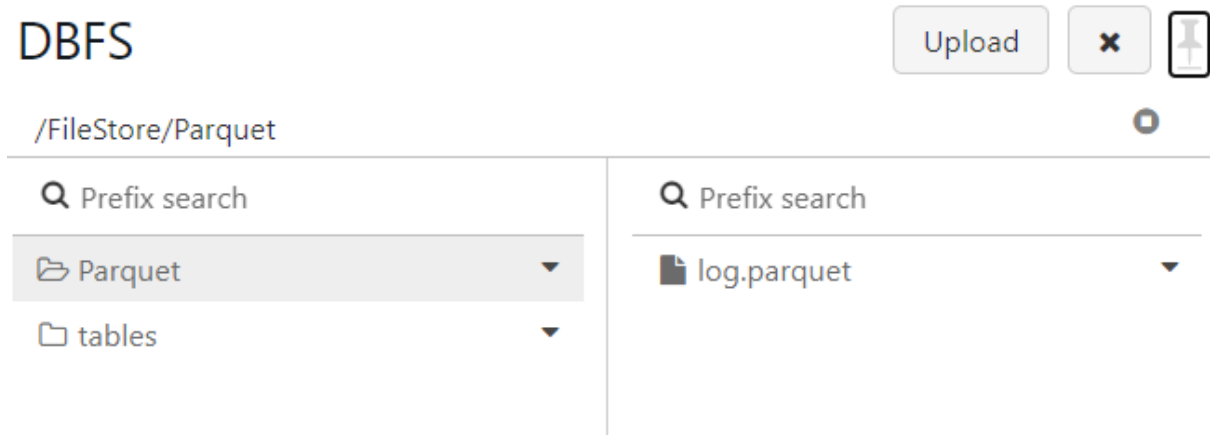 DBFS
Upload
/FileStore/Parquet
Prefix search
Parquet
tables
Prefix search
log.parquet